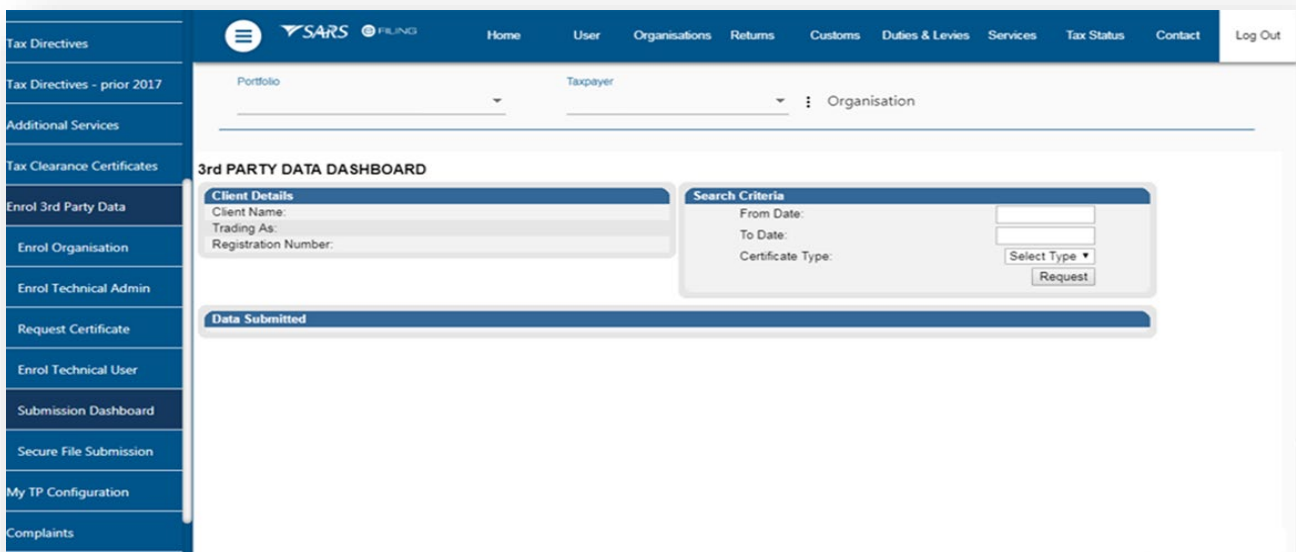 SARS eFILING
Home User Organisations Returns Customs Duties & Levies Services Tax Status Contact Log Out
Tax Directives
Tax Directives - prior 2017
Additional Services
Tax Clearance Certificates
Enrol 3rd Party Data
Enrol Organisation
Enrol Technical Admin
Request Certificate
Enrol Technical User
Submission Dashboard
Secure File Submission
My TP Configuration
Complaints
Portfolio
Taxpayer
Organisation
3rd PARTY DATA DASHBOARD
Client Details
Client Name:
Trading As:
Registration Number:
Search Criteria
From Date:
To Date:
Certificate Type: Select Type
Request
Data Submitted